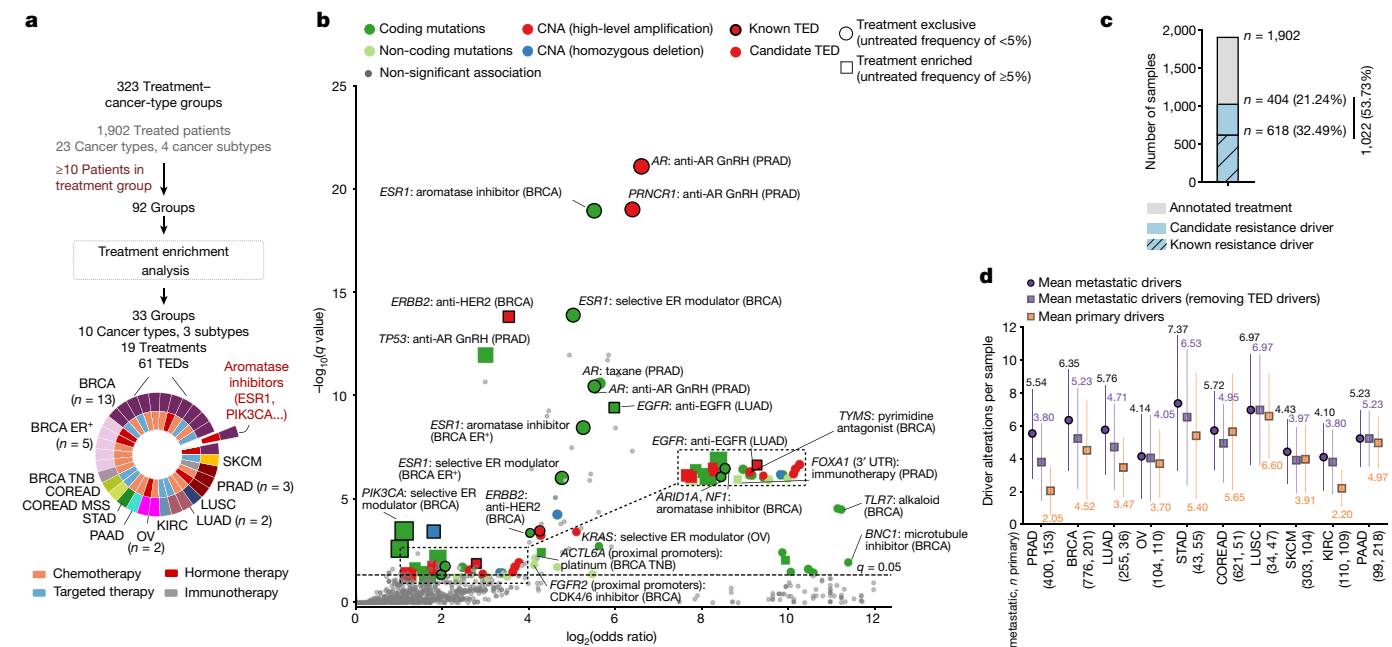 a
323 Treatment–
cancer-type groups
1,902 Treated patients
23 Cancer types, 4 cancer subtypes
≥10 Patients in
treatment group
92 Groups
Treatment enrichment
analysis
33 Groups
10 Cancer types, 3 subtypes
19 Treatments
61 TEDs
Aromatase
inhibitors
(ESR1,
PIK3CA...)
BRCA
(n = 13)
BRCA ER+
(n = 5)
BRCA TNB
COREAD
COREAD MSS
STAD
PAAD
OV
(n = 2)
KIRC
LUAD (n = 2)
LUSC
PRAD (n = 3)
SKCM
Chemotherapy
Hormone therapy
Targeted therapy
Immunotherapy
b
Coding mutations
CNA (high-level amplification)
Known TED
Treatment exclusive
(untreated frequency of <5%)
Non-coding mutations
CNA (homozygous deletion)
Candidate TED
Treatment enriched
(untreated frequency of ≥5%)
Non-significant association
25
20
15
10
5
0
–log10(q value)
AR: anti-AR GnRH (PRAD)
ESR1: aromatase inhibitor (BRCA)
PRNCR1: anti-AR GnRH (PRAD)
ERBB2: anti-HER2 (BRCA)
ESR1: selective ER modulator (BRCA)
TP53: anti-AR GnRH (PRAD)
AR: taxane (PRAD)
AR: anti-AR GnRH (PRAD)
EGFR: anti-EGFR (LUAD)
TYMS: pyrimidine
antagonist (BRCA)
ESR1: aromatase inhibitor
(BRCA ER+)
EGFR: anti-EGFR (LUAD)
ESR1: selective ER modulator
(BRCA ER+)
FOXA1 (3′ UTR):
immunotherapy (PRAD)
PIK3CA: selective ER
modulator (BRCA)
ERBB2:
anti-HER2
(BRCA)
ARID1A, NF1:
aromatase inhibitor (BRCA)
TLR7: alkaloid
(BRCA)
KRAS: selective ER modulator (OV)
BNC1: microtubule
inhibitor (BRCA)
ACTL6A (proximal promoters):
platinum (BRCA TNB)
q = 0.05
FGFR2 (proximal promoters):
CDK4/6 inhibitor (BRCA)
0 2 4 6 8 10 12
log2(odds ratio)
c
2,000
1,000
500
0
Number of samples
n = 1,902
n = 404 (21.24%)
n = 618 (32.49%)
1,022 (53.73%)
Annotated treatment
Candidate resistance driver
Known resistance driver
d
Mean metastatic drivers
Mean metastatic drivers (removing TED drivers)
Mean primary drivers
12
10
8
6
4
2
0
Driver alterations per sample
5.54 3.80 2.05
6.35 5.23 4.52
5.76 4.71 3.47
4.14 4.05 3.70
7.37 6.53 5.40
5.72 4.95 5.65
6.97 6.97 6.60
4.43 3.97 3.91
4.10 3.80 2.20
5.23 5.23 4.97
metastatic, n primary)
PRAD
(400, 153)
BRCA
(776, 201)
LUAD
(255, 36)
OV
(104, 110)
STAD
(43, 55)
COREAD
(621, 51)
LUSC
(34, 47)
SKCM
(303, 104)
KIRC
(110, 109)
PAAD
(99, 218)